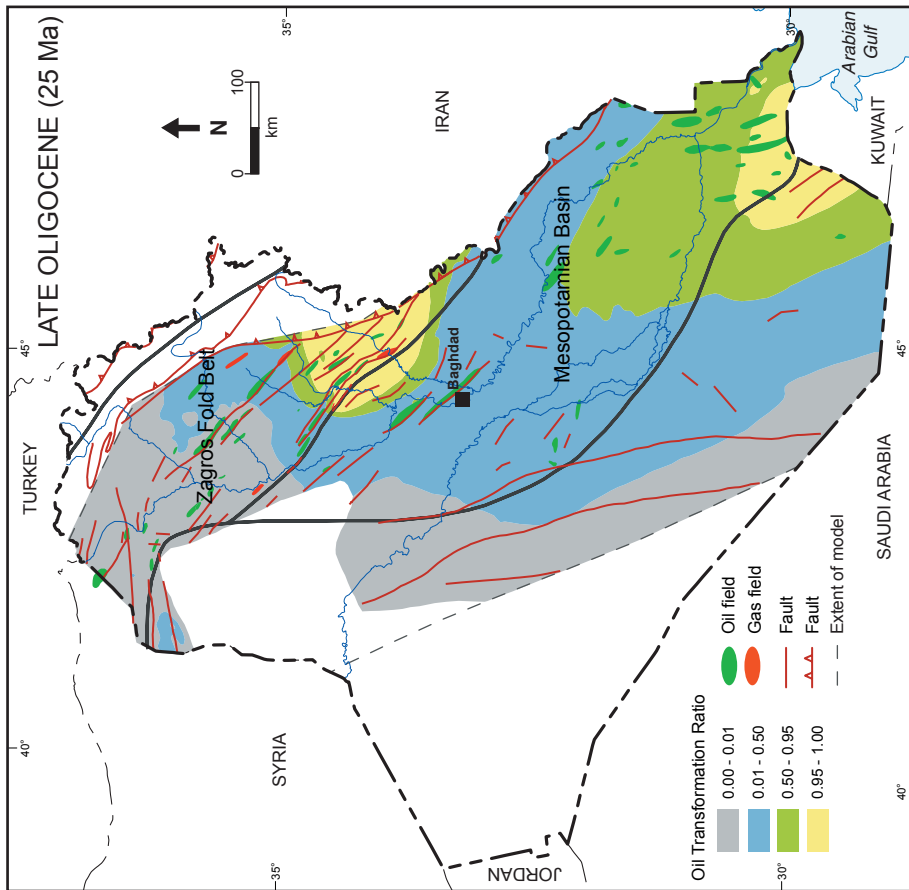 LATE OLIGOCENE (25 Ma)
N
0 100
km
TURKEY
IRAN
SYRIA
JORDAN
SAUDI ARABIA
KUWAIT
Arabian
Gulf
Zagros Fold Belt
Mesopotamian Basin
Baghdad
40°
45°
35°
30°
35°
30°
45°
40°
Oil Transformation Ratio
0.00 - 0.01
0.01 - 0.50
0.50 - 0.95
0.95 - 1.00
Oil field
Gas field
Fault
Fault
Extent of model